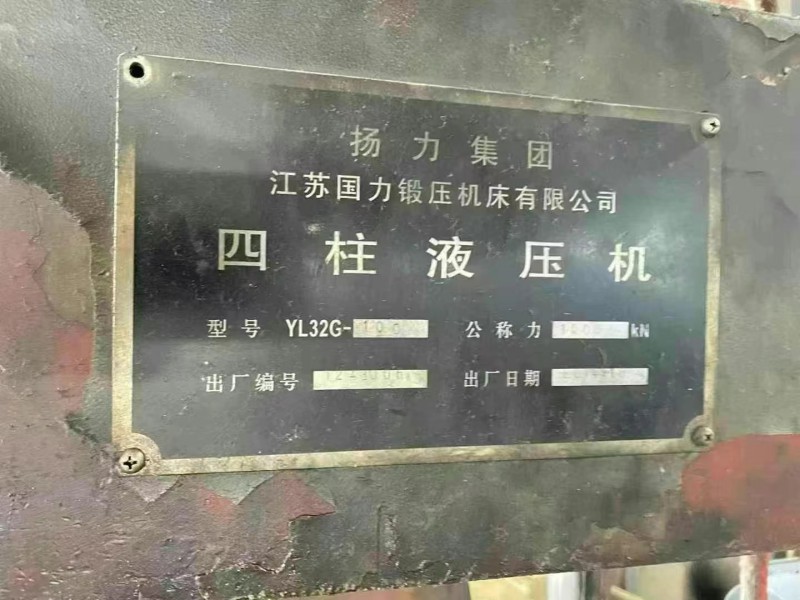 扬力集团
江苏国力锻压机床有限公司
四柱液压机
型号 YL32G-100 公称力 kN
出厂编号 出厂日期